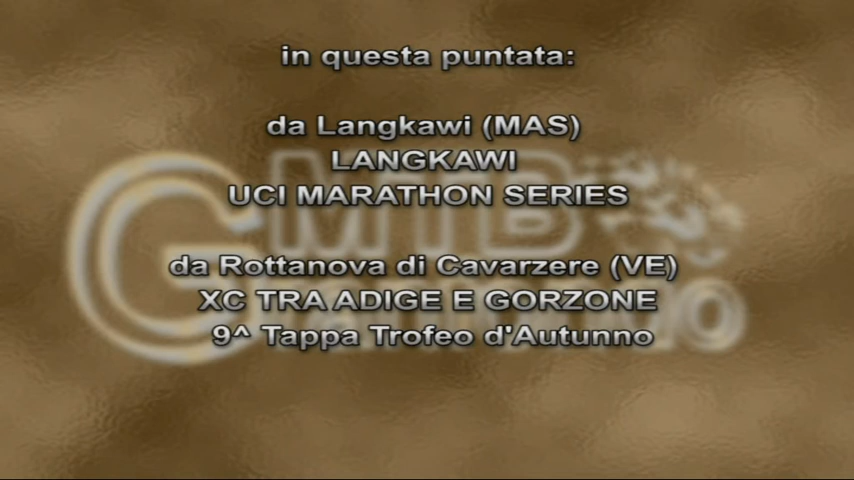 in questa puntata:
da Langkawi (MAS)
LANGKAWI
UCI MARATHON SERIES
da Rottanova di Cavarzere (VE)
XC TRA ADIGE E GORZONE
9^ Tappa Trofeo d'Autunno
MTB